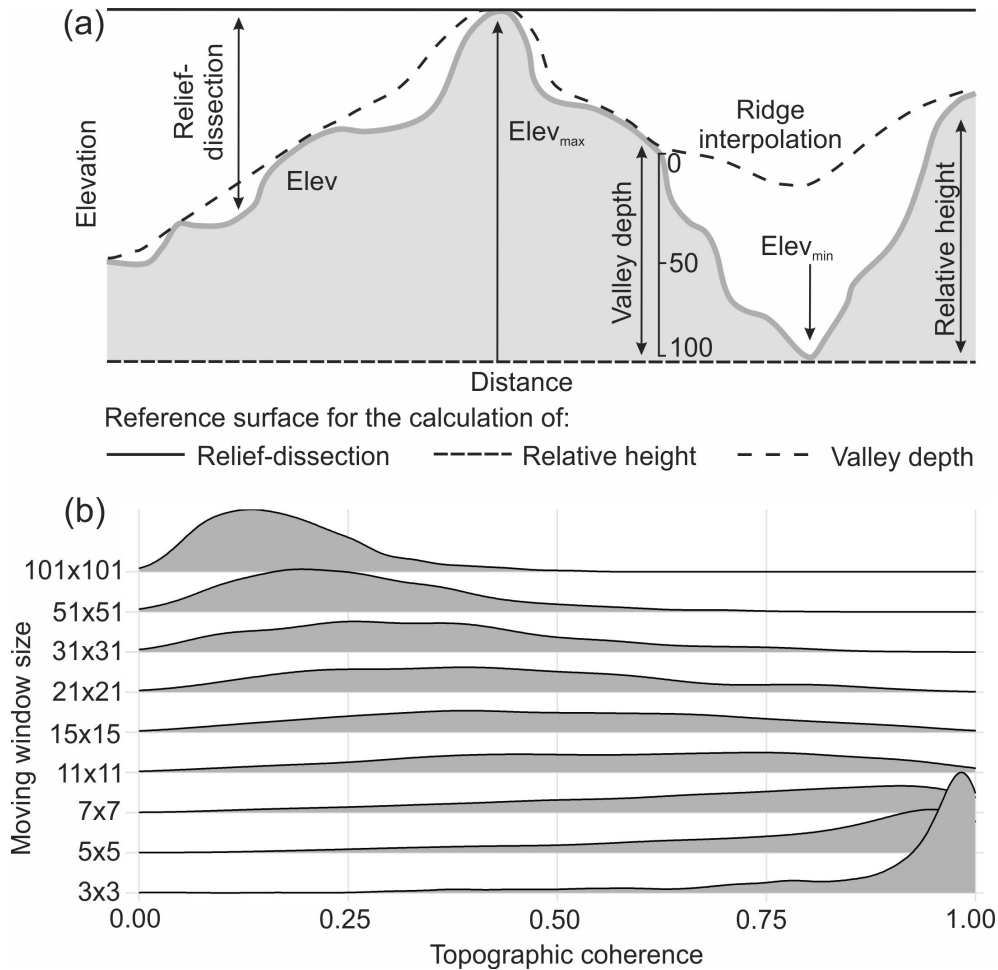 (a)
Elevation
Relief-
dissection
Elev
Elevmax
Ridge
interpolation
Valley depth
0
-50
-100
Elevmin
Relative height
Distance
Reference surface for the calculation of:
Relief-dissection Relative height Valley depth
(b)
Moving window size
101x101
51x51
31x31
21x21
15x15
11x11
7x7
5x5
3x3
0.00 0.25 0.50 0.75 1.00
Topographic coherence